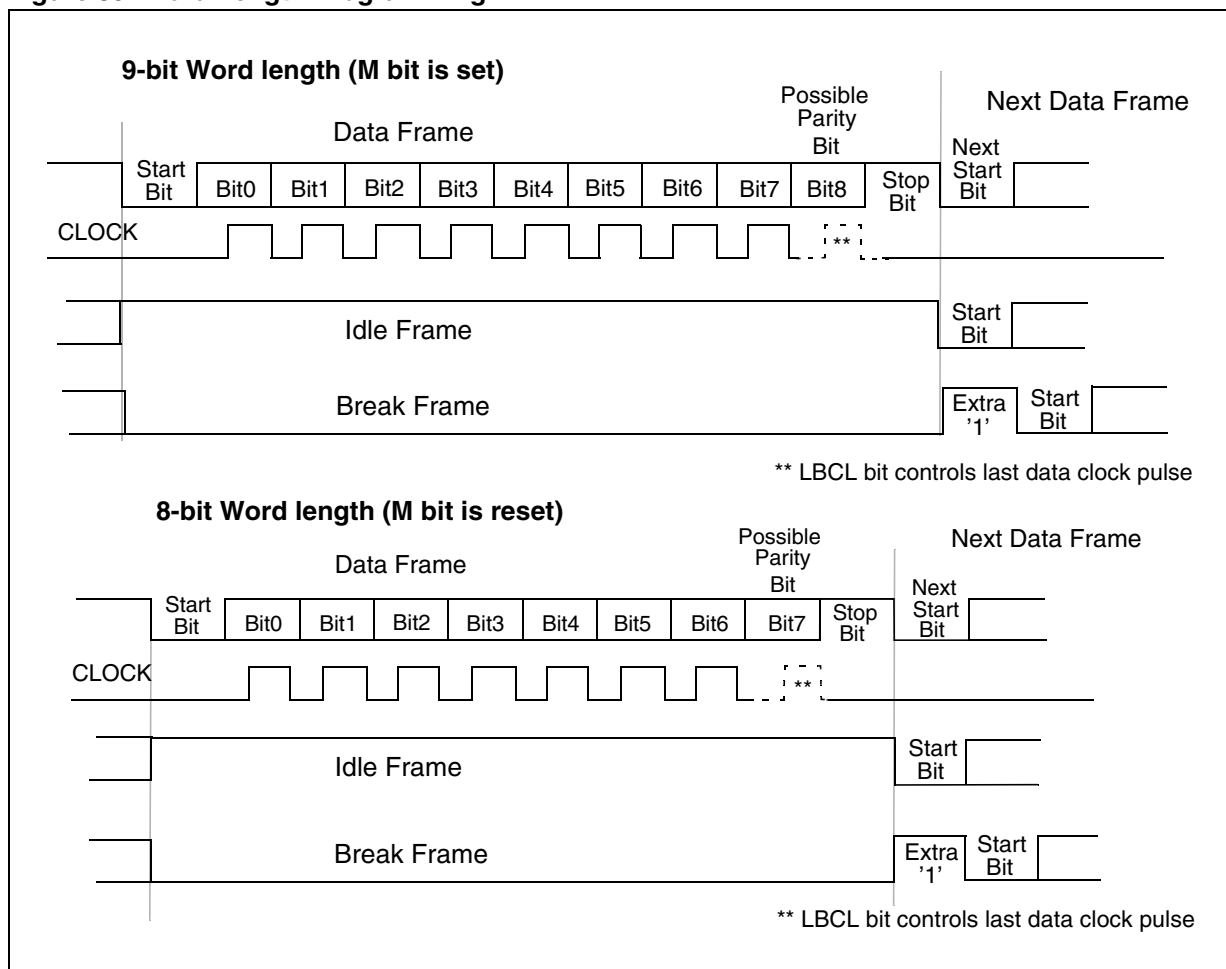 9-bit Word length (M bit is set)
Possible
Parity
Bit
Next Data Frame
Data Frame
Next
Start
Bit
Start
Bit
Bit0 Bit1 Bit2 Bit3 Bit4 Bit5 Bit6 Bit7 Bit8
Stop
Bit
CLOCK
**
Idle Frame
Start
Bit
Break Frame
Extra
'1'
Start
Bit
** LBCL bit controls last data clock pulse
8-bit Word length (M bit is reset)
Possible
Parity
Bit
Next Data Frame
Data Frame
Next
Start
Bit
Start
Bit
Bit0 Bit1 Bit2 Bit3 Bit4 Bit5 Bit6 Bit7
Stop
Bit
CLOCK
**
Idle Frame
Start
Bit
Break Frame
Extra
'1'
Start
Bit
** LBCL bit controls last data clock pulse